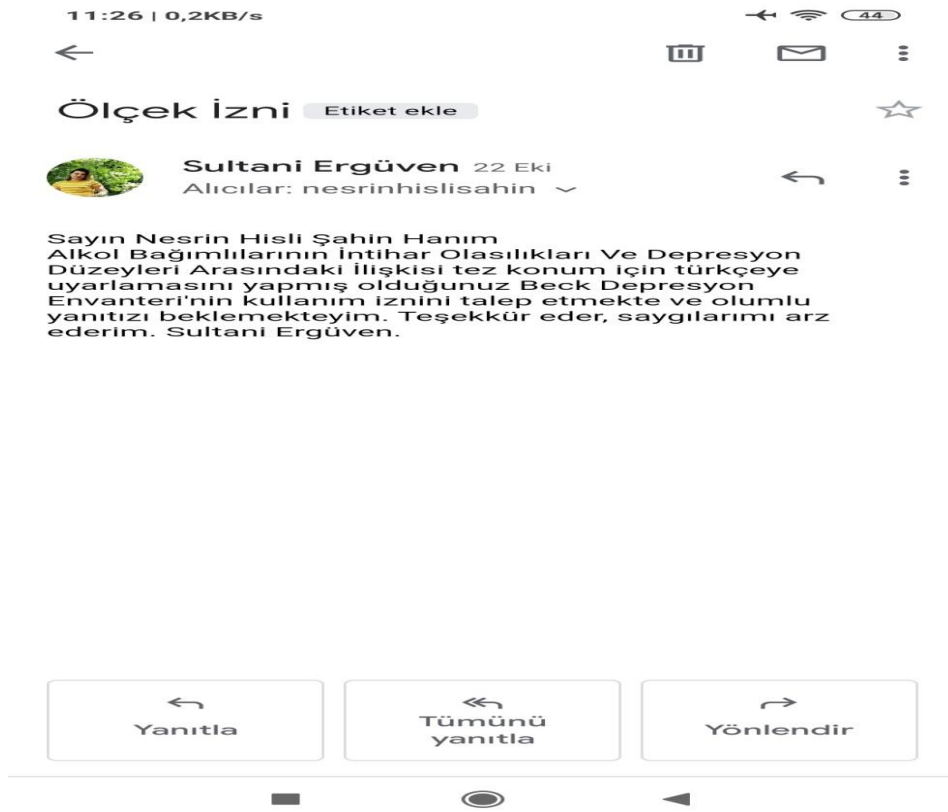 11:26 | 0,2KB/s
44
Ölçek İzni Etiket ekle
Sultani Ergüven 22 Eki
Alıcılar: nesrinhislisahin
Sayın Nesrin Hisli Şahin Hanım
Alkol Bağımlılarının İntihar Olasılıkları Ve Depresyon
Düzeyleri Arasındaki İlişkisi tez konum için türkçeye
uyarlamasını yapmış olduğunuz Beck Depresyon
Envanteri'nin kullanım iznini talep etmekte ve olumlu
yanıtızı beklemekteyim. Teşekkür eder, saygılarımı arz
ederim. Sultani Ergüven.
Yanıtla
Tümünü
yanıtla
Yönlendir